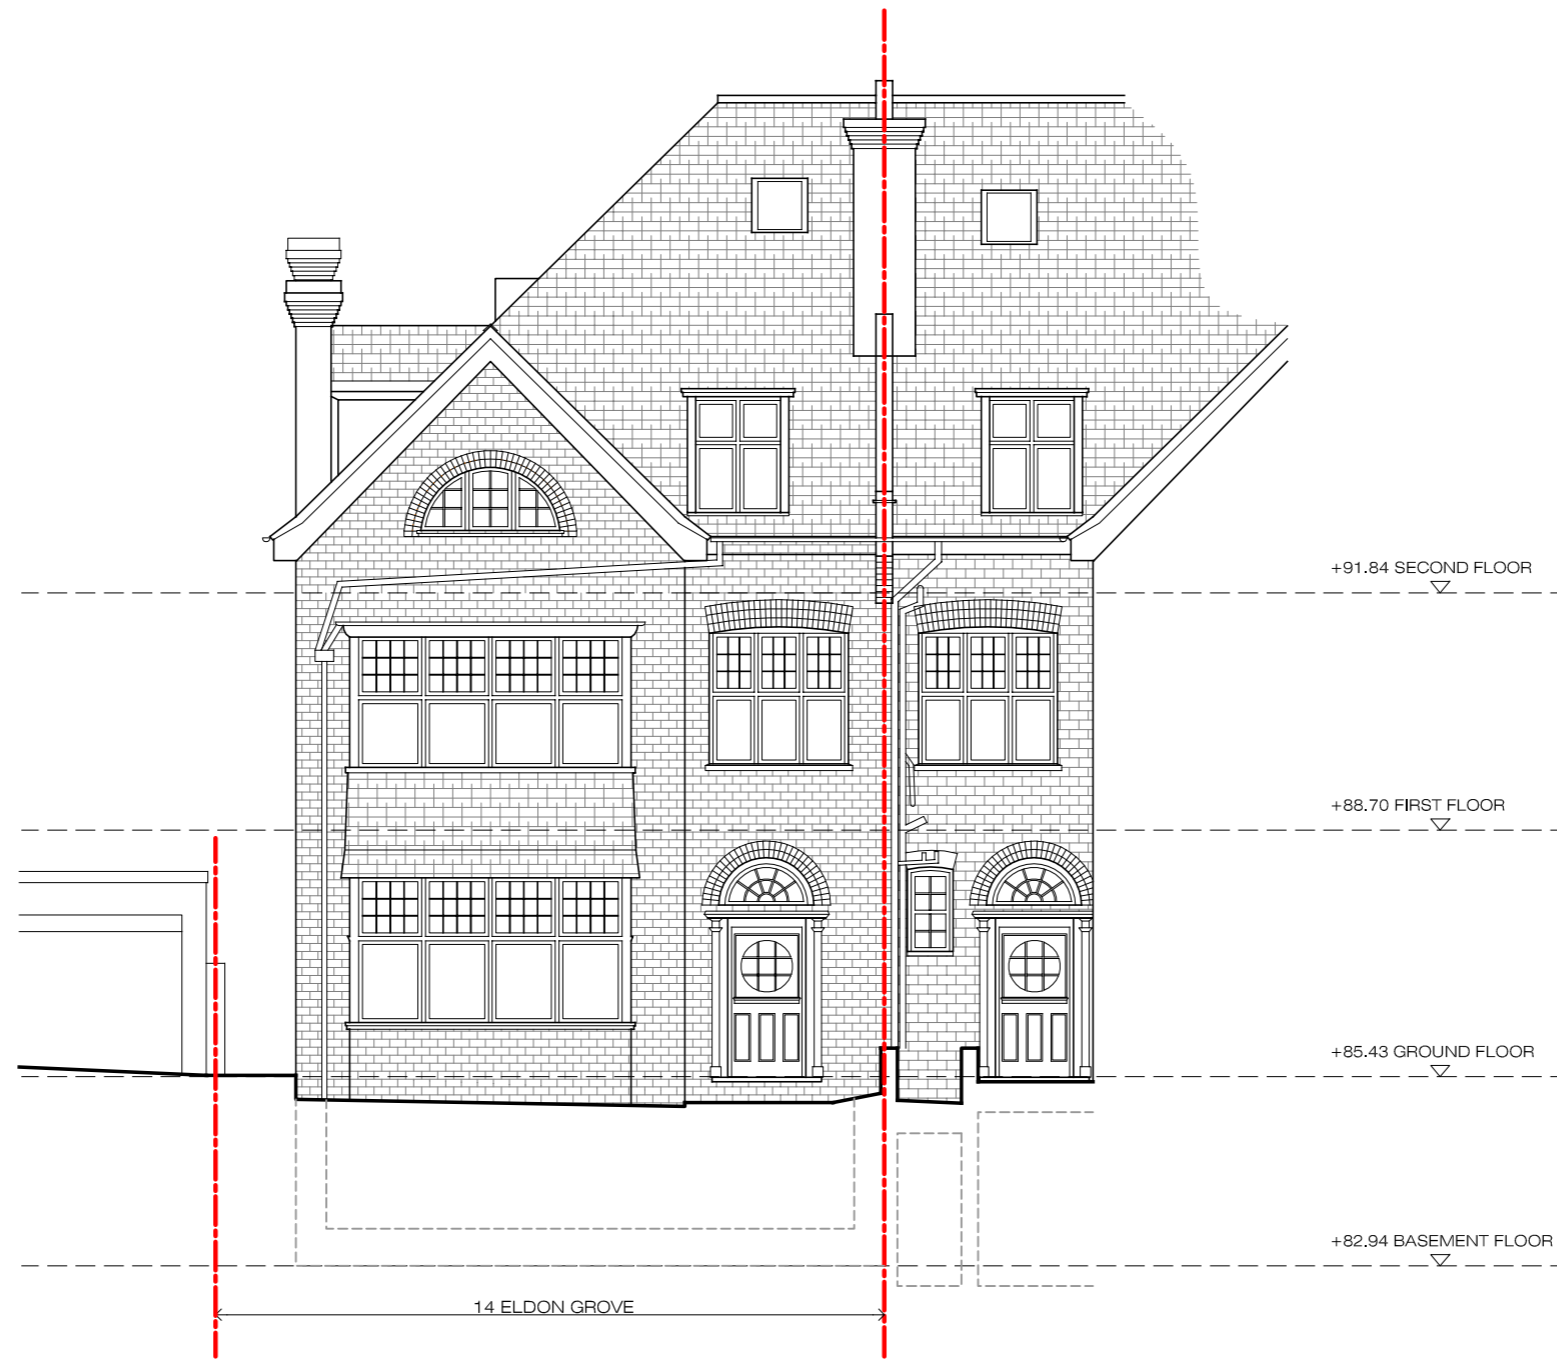 +91.84 SECOND FLOOR
+88.70 FIRST FLOOR
+85.43 GROUND FLOOR
+82.94 BASEMENT FLOOR
14 ELDON GROVE